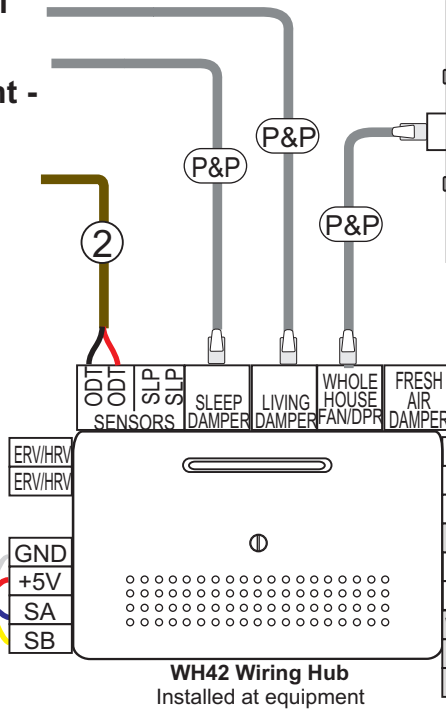 nt -
P&P
P&P
P&P
2
ODT
ODT
SLP
SLP
SENSORS
SLEEP
DAMPER
LIVING
DAMPER
WHOLE
HOUSE
FAN/DPR
FRESH
AIR
DAMPER
ERV/HRV
ERV/HRV
GND
+5V
SA
SB
WH42 Wiring Hub
Installed at equipment